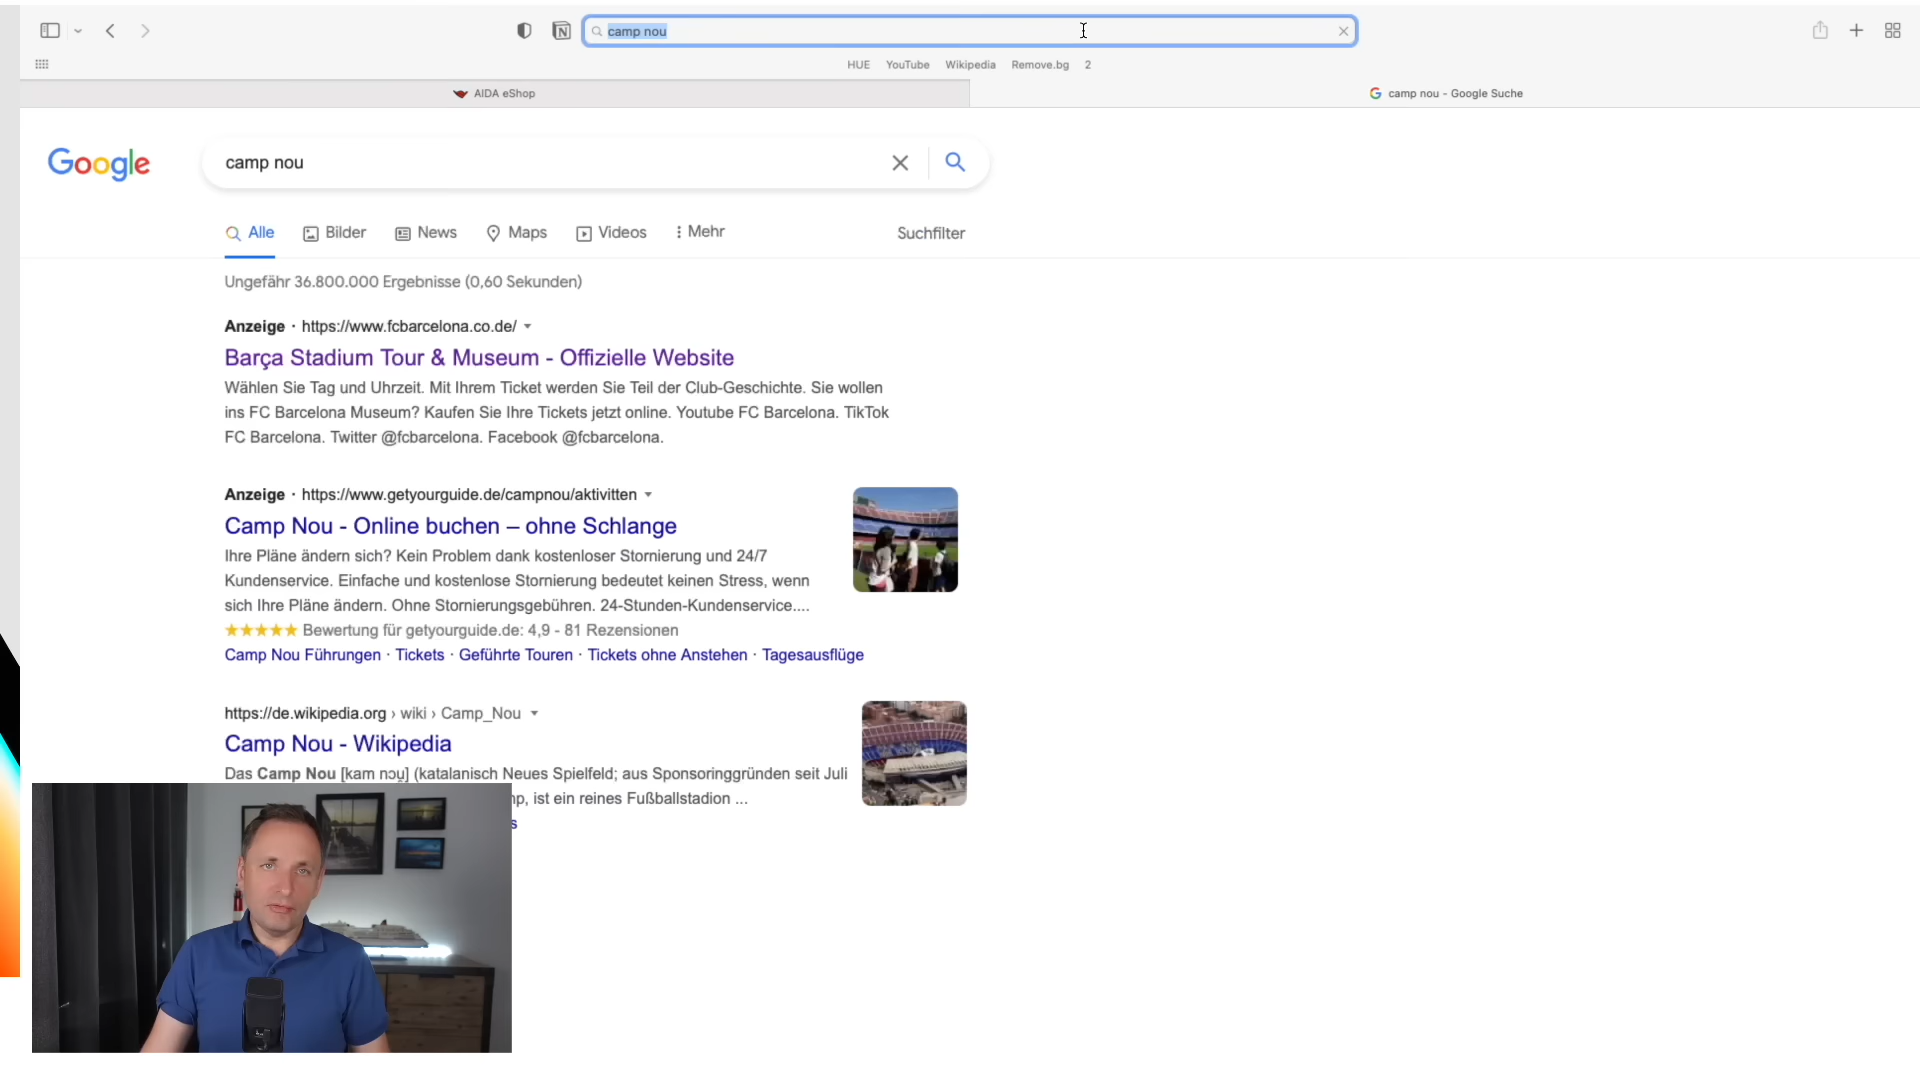 camp nou
HUE YouTube Wikipedia Remove.bg 2
AIDA eShop
camp nou - Google Suche
Google
camp nou
Alle Bilder News Maps Videos Mehr Suchfilter
Ungefähr 36.800.000 Ergebnisse (0,60 Sekunden)
Anzeige · https://www.fcbarcelona.co.de/
Barça Stadium Tour & Museum - Offizielle Website
Wählen Sie Tag und Uhrzeit. Mit Ihrem Ticket werden Sie Teil der Club-Geschichte. Sie wollen
ins FC Barcelona Museum? Kaufen Sie Ihre Tickets jetzt online. Youtube FC Barcelona. TikTok
FC Barcelona. Twitter @fcbarcelona. Facebook @fcbarcelona.
Anzeige · https://www.getyourguide.de/campnou/aktivitten
Camp Nou - Online buchen – ohne Schlange
Ihre Pläne ändern sich? Kein Problem dank kostenloser Stornierung und 24/7
Kundenservice. Einfache und kostenlose Stornierung bedeutet keinen Stress, wenn
sich Ihre Pläne ändern. Ohne Stornierungsgebühren. 24-Stunden-Kundenservice....
Bewertung für getyourguide.de: 4,9 - 81 Rezensionen
Camp Nou Führungen · Tickets · Geführte Touren · Tickets ohne Anstehen · Tagesausflüge
https://de.wikipedia.org › wiki › Camp_Nou
Camp Nou - Wikipedia
Das Camp Nou [kam nɔu̯] (katalanisch Neues Spielfeld; aus Sponsoringgründen seit Juli
, ist ein reines Fußballstadion ...